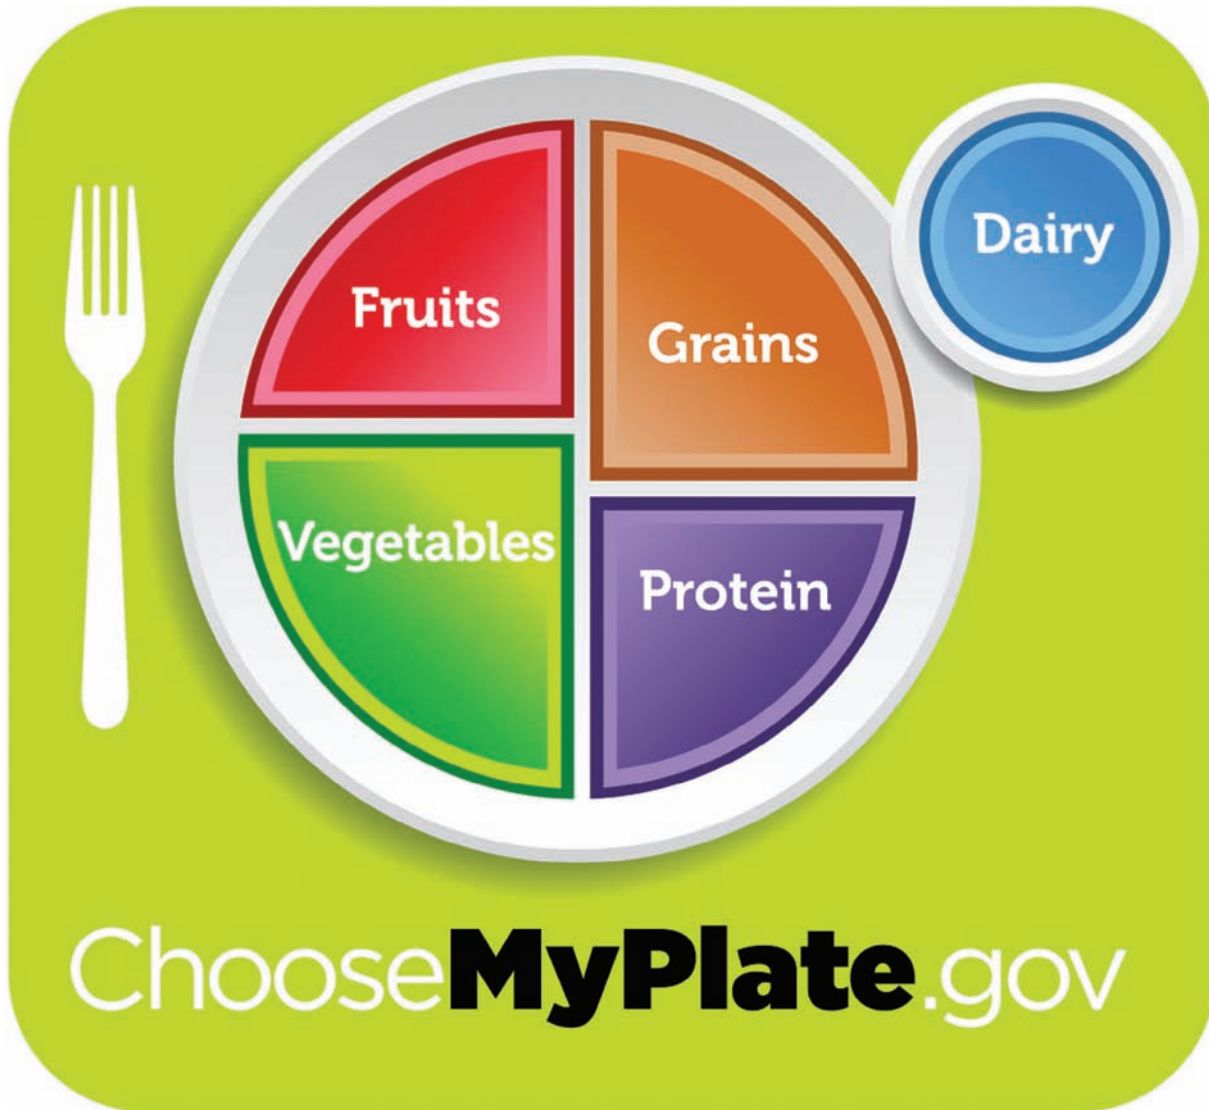 Fruits
Grains
Dairy
Vegetables
Protein
ChooseMyPlate.gov